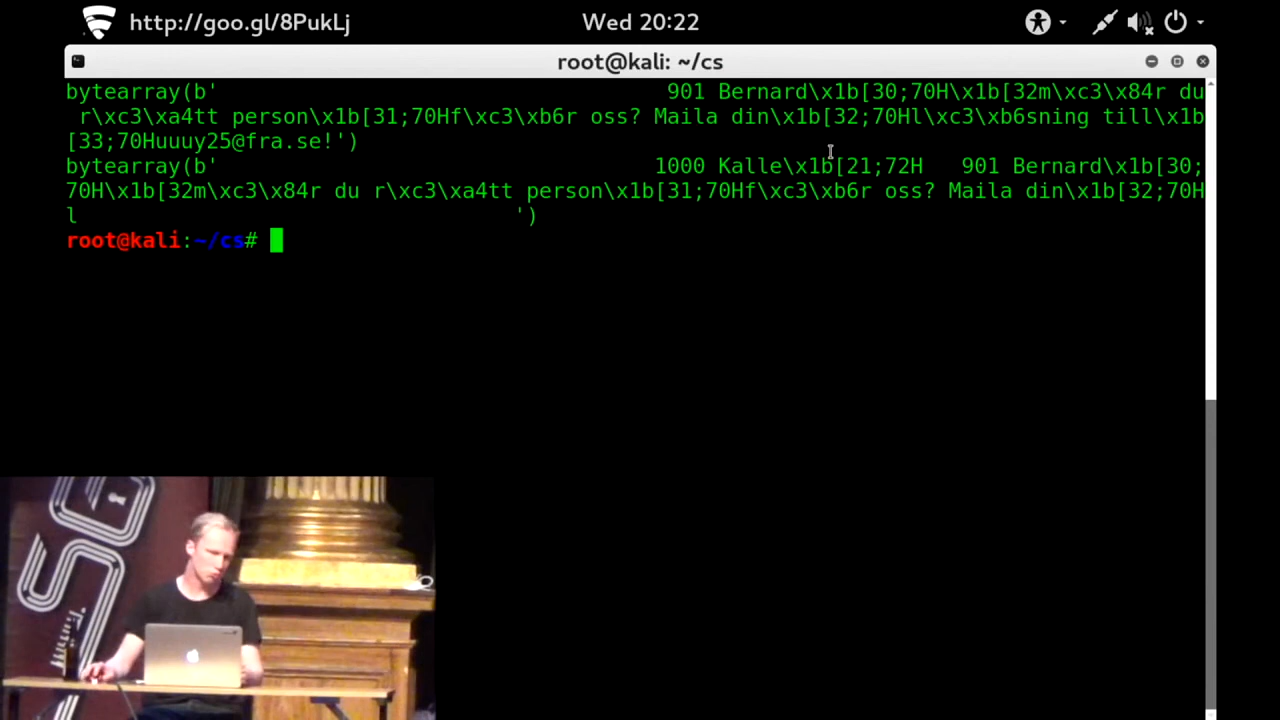 http://goo.gl/8PukLj
Wed 20:22
root@kali: ~/cs
bytearray(b' 901 Bernard\x1b[30;70H\x1b[32m\xc3\x84r du
r\xc3\xa4tt person\x1b[31;70Hf\xc3\xb6r oss? Maila din\x1b[32;70Hl\xc3\xb6sning till\x1b
[33;70Huuuy25@fra.se!')
bytearray(b' 1000 Kalle\x1b[21;72H 901 Bernard\x1b[30;
70H\x1b[32m\xc3\x84r du r\xc3\xa4tt person\x1b[31;70Hf\xc3\xb6r oss? Maila din\x1b[32;70H
l ')
root@kali:~/cs#